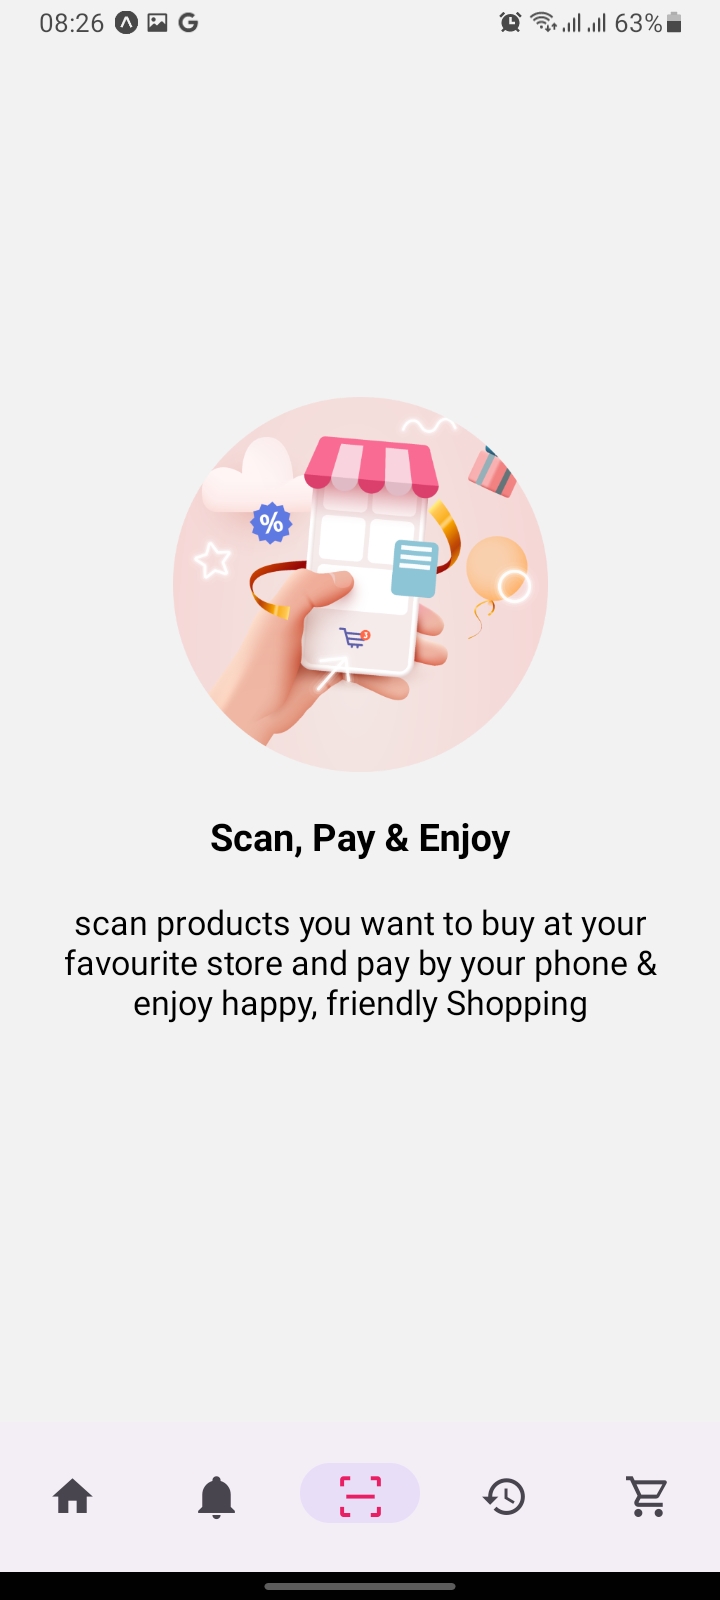 08:26 63%
%
3
Scan, Pay & Enjoy
scan products you want to buy at your
favourite store and pay by your phone &
enjoy happy, friendly Shopping